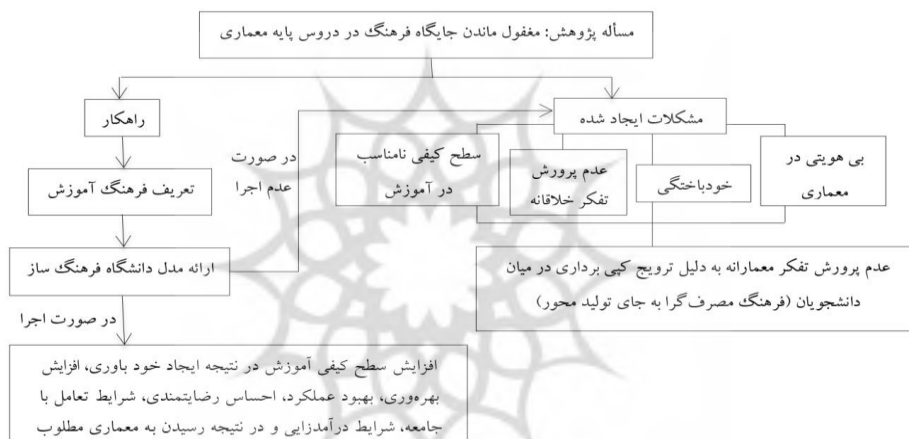 مسأله پژوهش: مغفول ماندن جایگاه فرهنگ در دروس پایه معماری
راهکار
مشکلات ایجاد شده
در صورت
عدم اجرا
سطح کیفی نامناسب
در آموزش
عدم پرورش
تفکر خلاقانه
خودباختگی
بی هویتی در
معماری
تعریف فرهنگ آموزش
ارائه مدل دانشگاه فرهنگ ساز
عدم پرورش تفکر معمارانه به دلیل ترویج کپی برداری در میان
دانشجویان (فرهنگ مصرف گرا به جای تولید محور)
در صورت اجرا
افزایش سطح کیفی آموزش در نتیجه ایجاد خود باوری، افزایش
بهره‌وری، بهبود عملکرد، احساس رضایتمندی، شرایط تعامل با
جامعه، شرایط درآمدزایی و در نتیجه رسیدن به معماری مطلوب